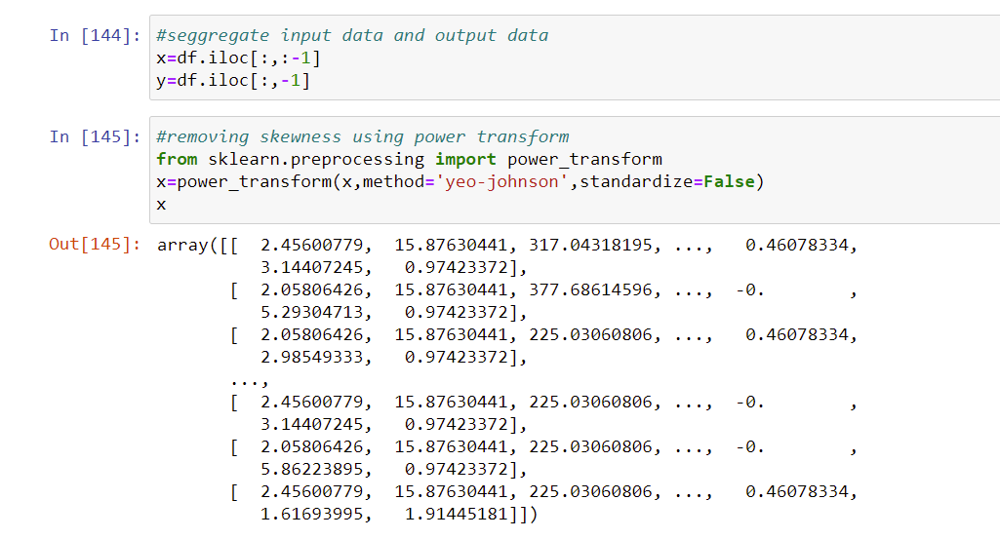 In [144]: #seggregate input data and output data
x=df.iloc[:,:-1]
y=df.iloc[:,-1]
In [145]: #removing skewness using power transform
from sklearn.preprocessing import power_transform
x=power_transform(x,method='yeo-johnson',standardize=False)
x
Out[145]: array([[  2.45600779,  15.87630441, 317.04318195, ...,   0.46078334,
          3.14407245,   0.97423372],
       [  2.05806426,  15.87630441, 377.68614596, ...,  -0.        ,
          5.29304713,   0.97423372],
       [  2.05806426,  15.87630441, 225.03060806, ...,   0.46078334,
          2.98549333,   0.97423372],
       ...,
       [  2.45600779,  15.87630441, 225.03060806, ...,  -0.        ,
          3.14407245,   0.97423372],
       [  2.05806426,  15.87630441, 225.03060806, ...,  -0.        ,
          5.86223895,   0.97423372],
       [  2.45600779,  15.87630441, 225.03060806, ...,   0.46078334,
          1.61693995,   1.91445181]])